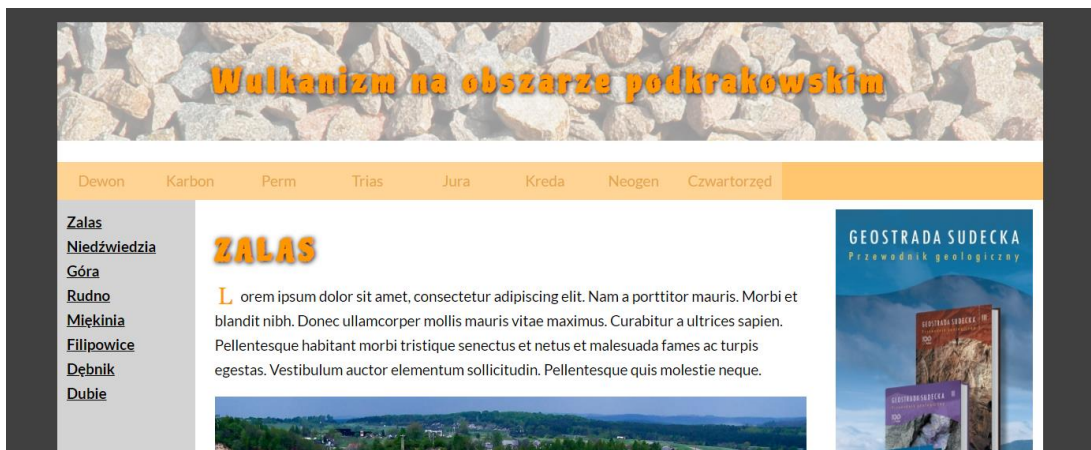 Wulkanizm na obszarze podkrakowskim
Dewon Karbon Perm Trias Jura Kreda Neogen Czwartorzęd
Zalas
Niedźwiedzia
Góra
Rudno
Miękinia
Filipowice
Dębnik
Dubie
ZALAS
Lorem ipsum dolor sit amet, consectetur adipiscing elit. Nam a porttitor mauris. Morbi et
blandit nibh. Donec ullamcorper mollis mauris vitae maximus. Curabitur a ultrices sapien.
Pellentesque habitant morbi tristique senectus et netus et malesuada fames ac turpis
egestas. Vestibulum auctor elementum sollicitudin. Pellentesque quis molestie neque.
GEOSTRADA SUDECKA
Przewodnik geologiczny
GEOSTRADA SUDECKA III
GEOSTRADA SUDECKA II